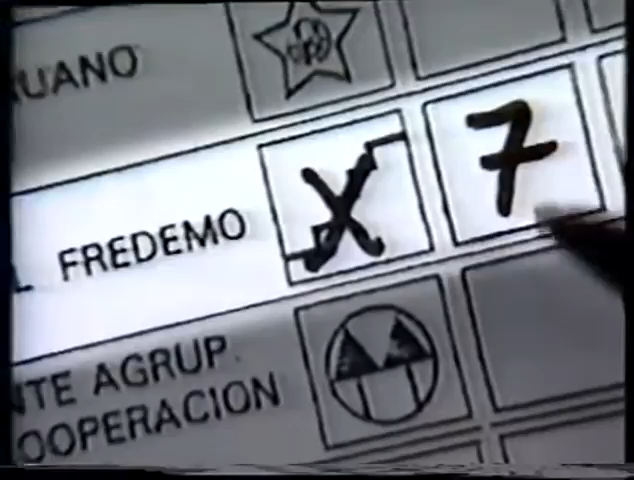 UANO
L FREDEMO X 7
NTE AGRUP.
OOPERACION